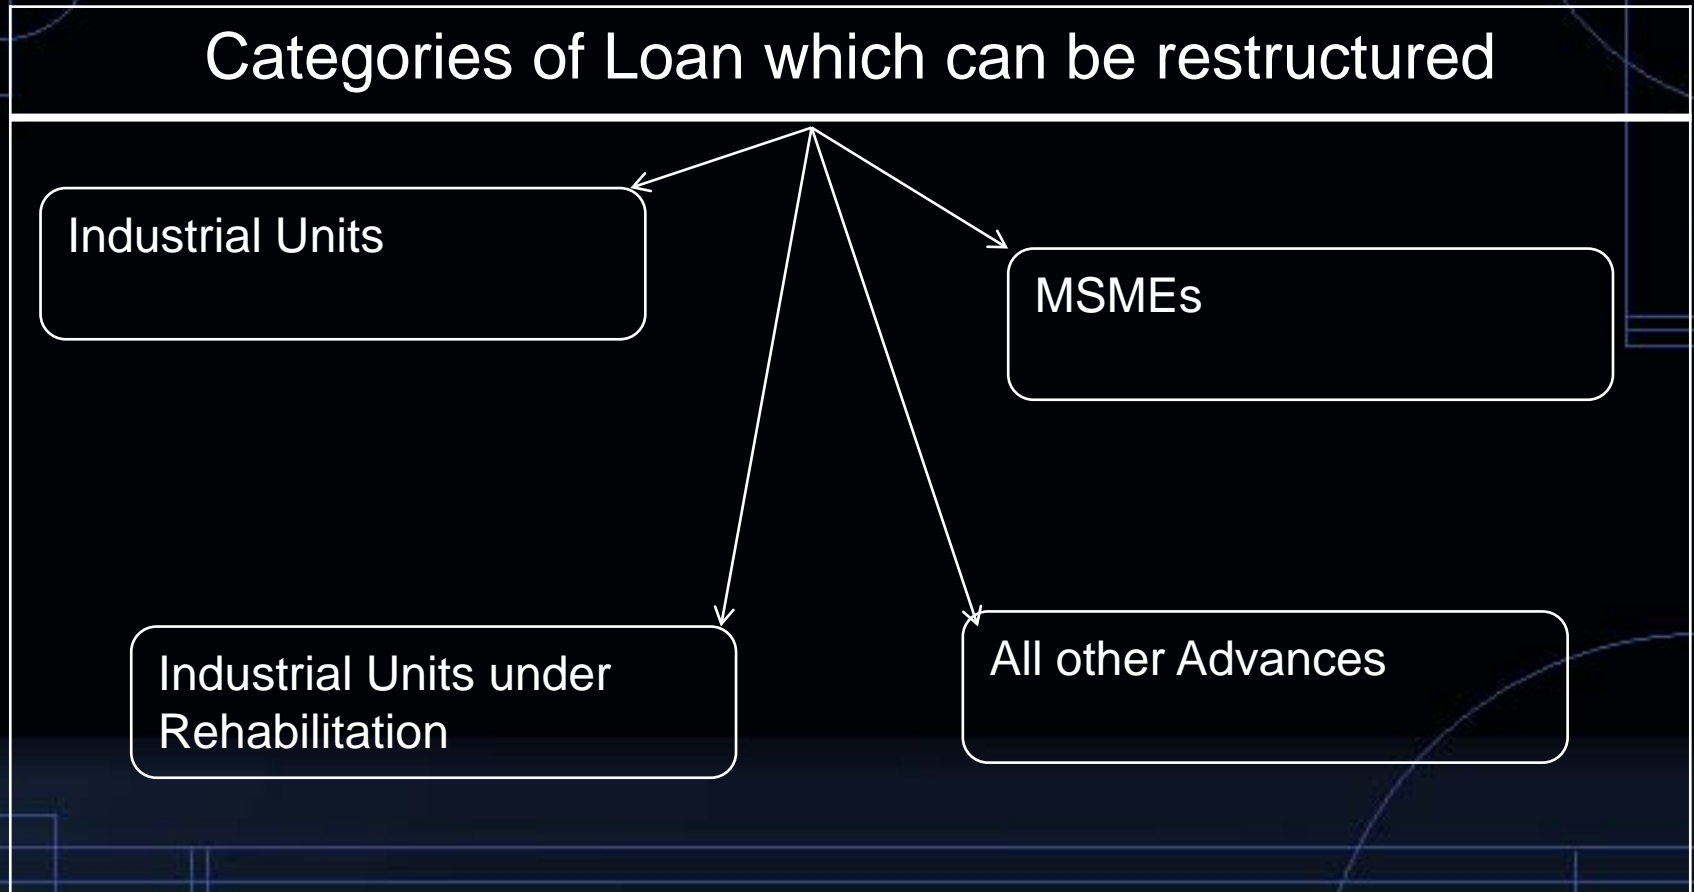 Categories of Loan which can be restructured
Industrial Units
MSMEs
Industrial Units under
Rehabilitation
All other Advances